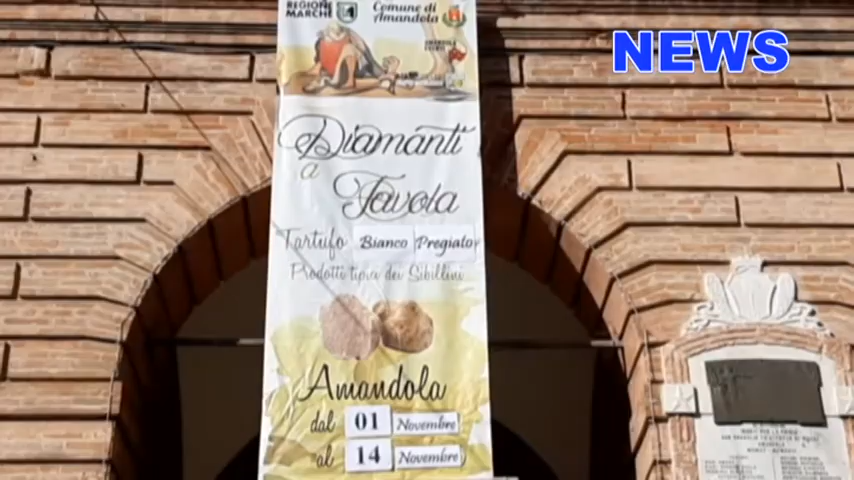 NEWS
REGIONE
MARCHE
Comune di
Amandola
Diamanti
a
Tavola
Tartufo Bianco Pregiato
Prodotti tipici dei Sibillini
Amandola
dal 01 Novembre
al 14 Novembre